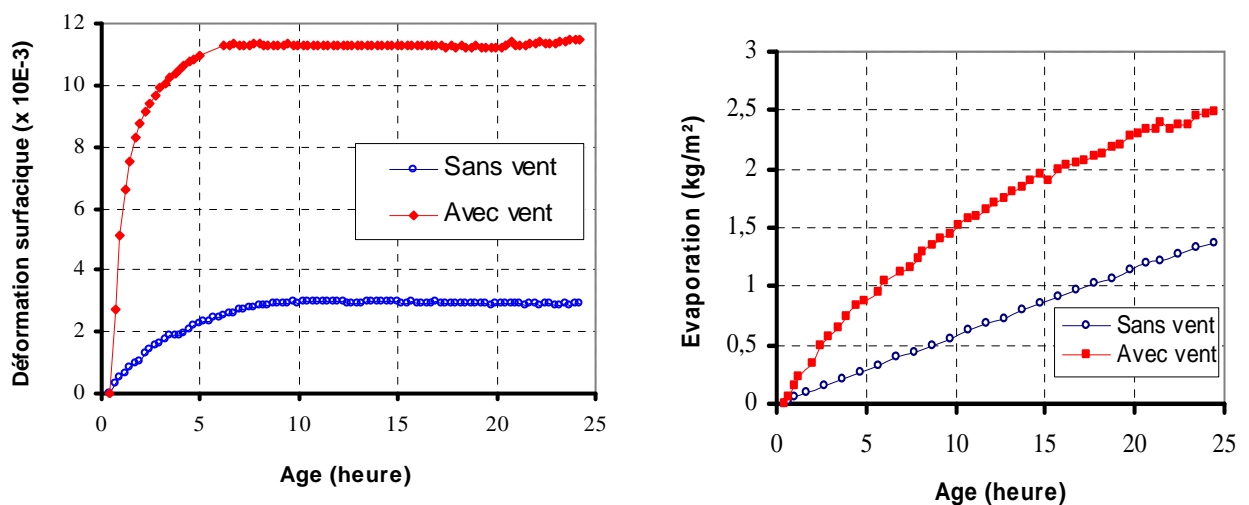 Déformation surfacique (x 10E-3)
12
10
8
6
4
2
0
0 5 10 15 20 25
Age (heure)
Sans vent
Avec vent
Evaporation (kg/m²)
3
2,5
2
1,5
1
0,5
0
0 5 10 15 20 25
Age (heure)
Sans vent
Avec vent